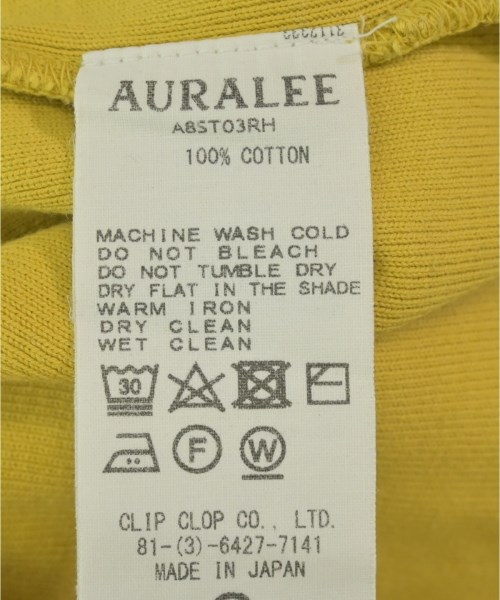 AURALEE
A8ST03RH
100% COTTON
MACHINE WASH COLD
DO NOT BLEACH
DO NOT TUMBLE DRY
DRY FLAT IN THE SHADE
WARM IRON
DRY CLEAN
WET CLEAN
30
F W
CLIP CLOP CO., LTD.
81-(3)-6427-7141
MADE IN JAPAN